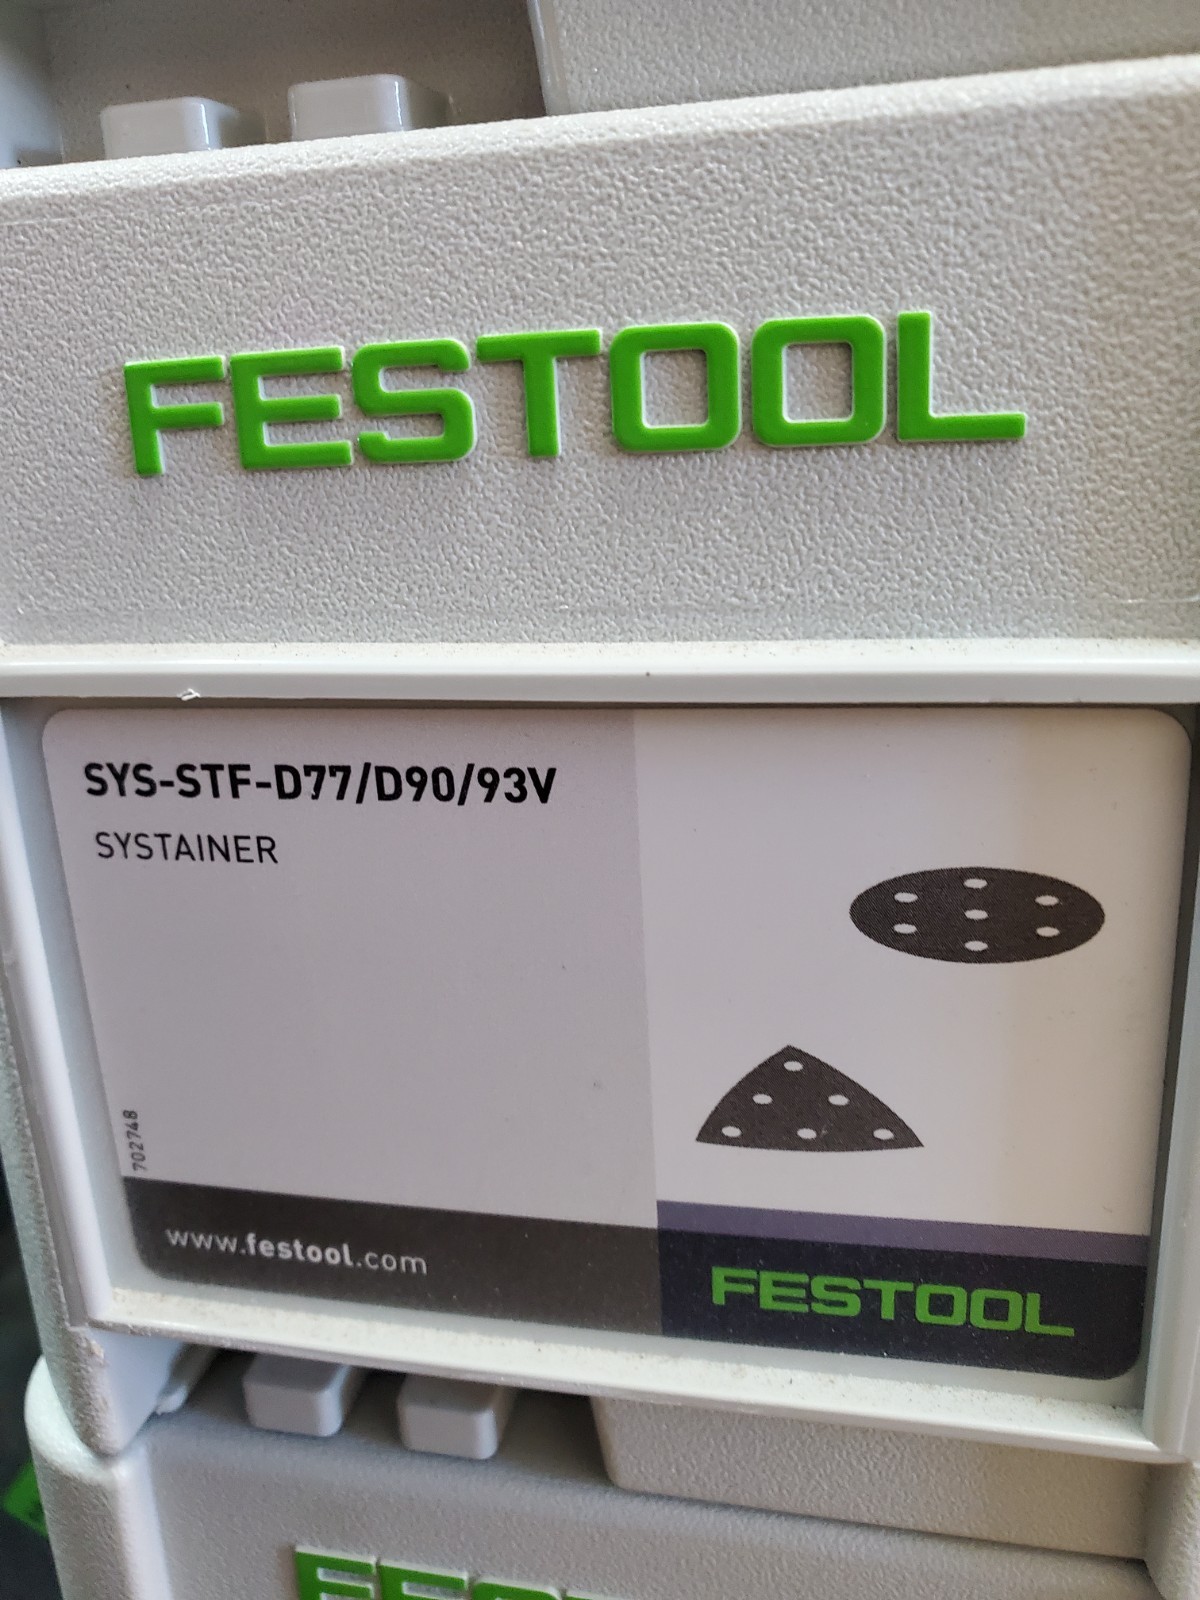 FESTOOL
SYS-STF-D77/D90/93V
SYSTAINER
702748
www.festool.com
FESTOOL